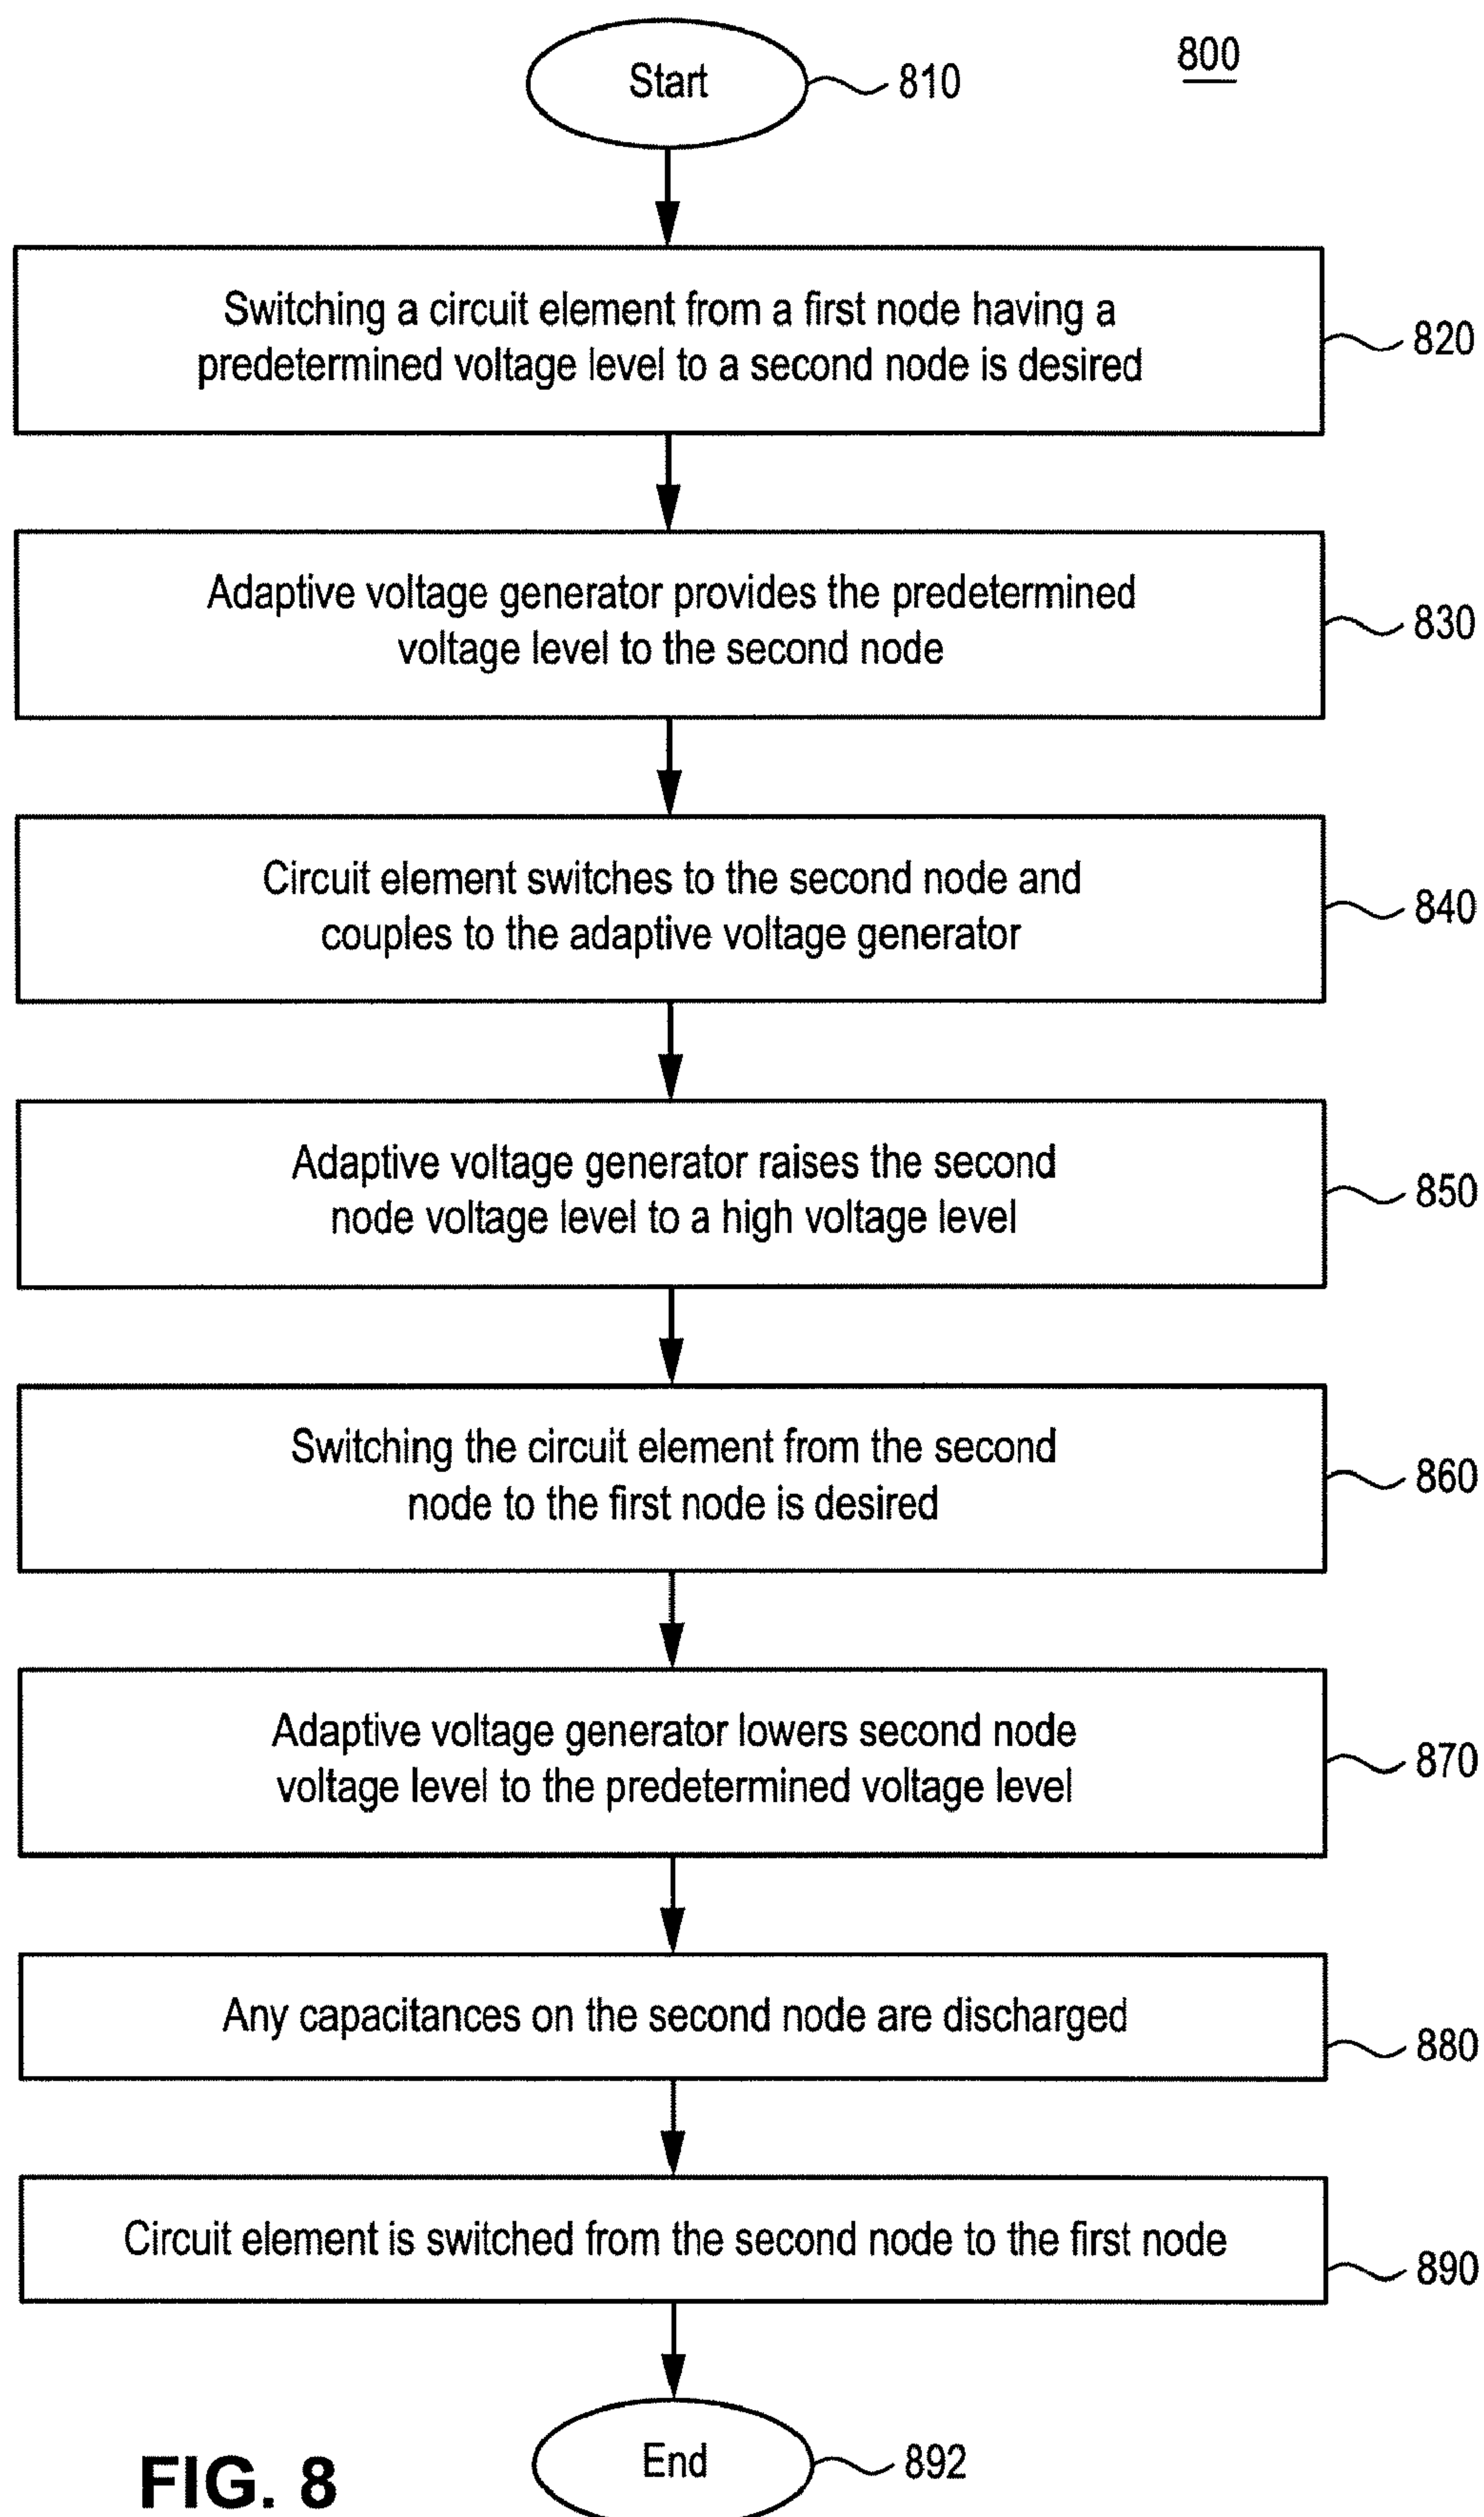 800
Start
810
Switching a circuit element from a first node having a
predetermined voltage level to a second node is desired
820
Adaptive voltage generator provides the predetermined
voltage level to the second node
830
Circuit element switches to the second node and
couples to the adaptive voltage generator
840
Adaptive voltage generator raises the second
node voltage level to a high voltage level
850
Switching the circuit element from the second
node to the first node is desired
860
Adaptive voltage generator lowers second node
voltage level to the predetermined voltage level
870
Any capacitances on the second node are discharged
880
Circuit element is switched from the second node to the first node
890
End
892
FIG. 8